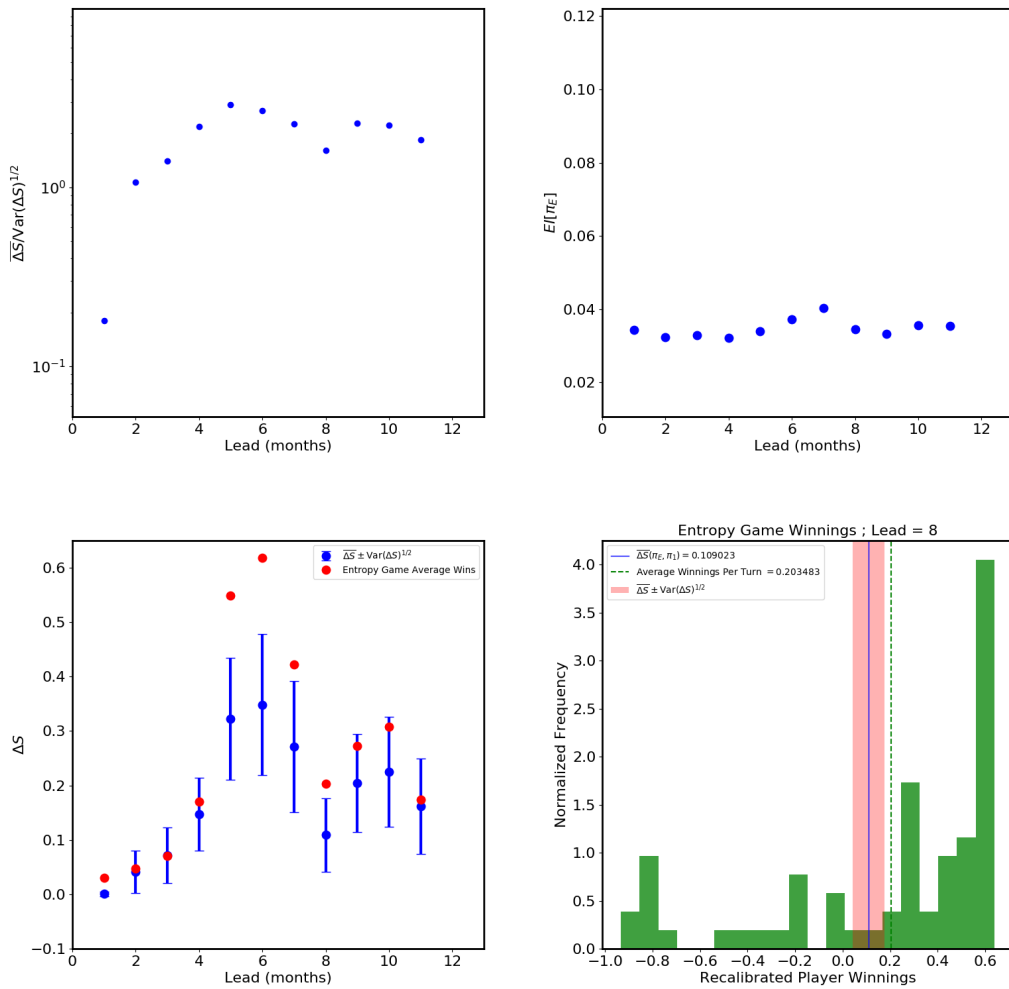 10⁰
10⁻¹
0 2 4 6 8 10 12
Lead (months)
ΔS̅/Var(ΔS)^1/2
0.12
0.10
0.08
0.06
0.04
0.02
0 2 4 6 8 10 12
Lead (months)
EI[π_E]
0.6
0.5
0.4
0.3
0.2
0.1
0.0
−0.1
0 2 4 6 8 10 12
Lead (months)
ΔS
ΔS̅ ± Var(ΔS)^1/2
Entropy Game Average Wins
Entropy Game Winnings ; Lead = 8
ΔS̅(π_E, π_1) = 0.109023
Average Winnings Per Turn = 0.203483
ΔS̅ ± Var(ΔS)^1/2
4.0
3.5
3.0
2.5
2.0
1.5
1.0
0.5
0.0
−1.0 −0.8 −0.6 −0.4 −0.2 0.0 0.2 0.4 0.6
Recalibrated Player Winnings
Normalized Frequency